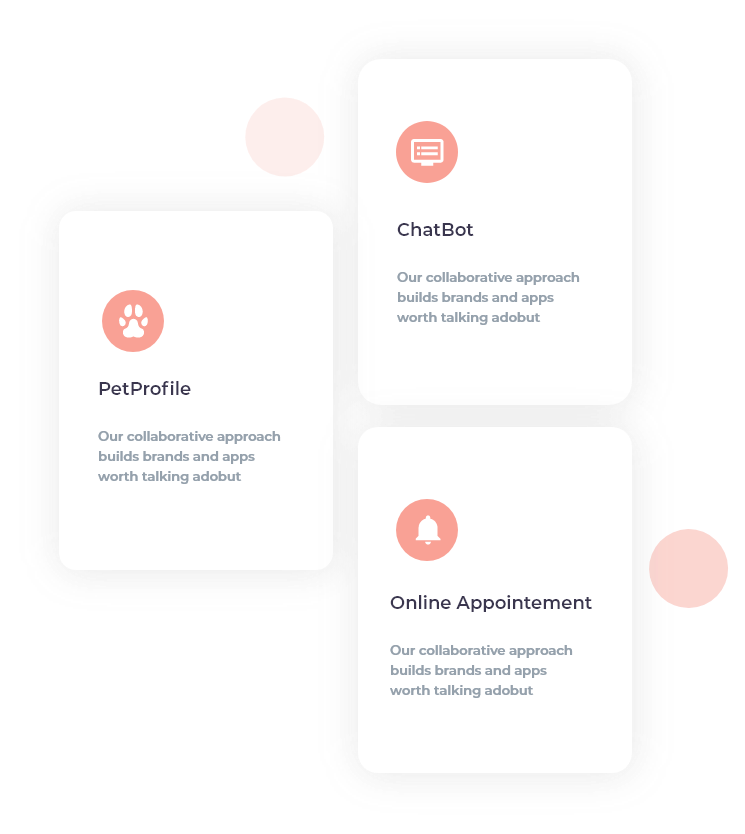 ChatBot
Our collaborative approach
builds brands and apps
worth talking adobut
PetProfile
Our collaborative approach
builds brands and apps
worth talking adobut
Online Appointement
Our collaborative approach
builds brands and apps
worth talking adobut